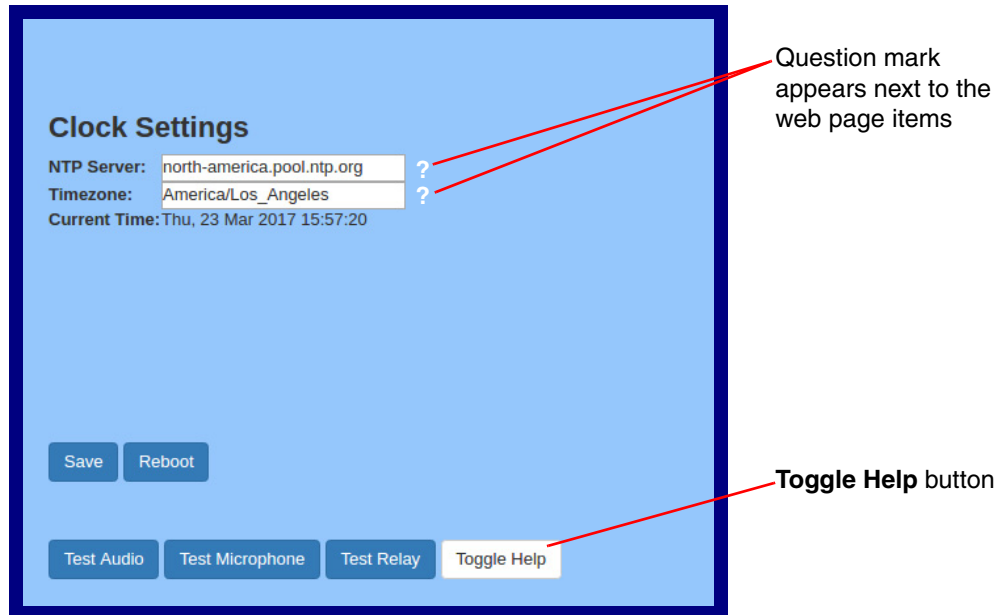 Question mark
appears next to the
web page items
Clock Settings
NTP Server: north-america.pool.ntp.org ?
Timezone: America/Los_Angeles ?
Current Time: Thu, 23 Mar 2017 15:57:20
Save Reboot
Toggle Help button
Test Audio Test Microphone Test Relay Toggle Help